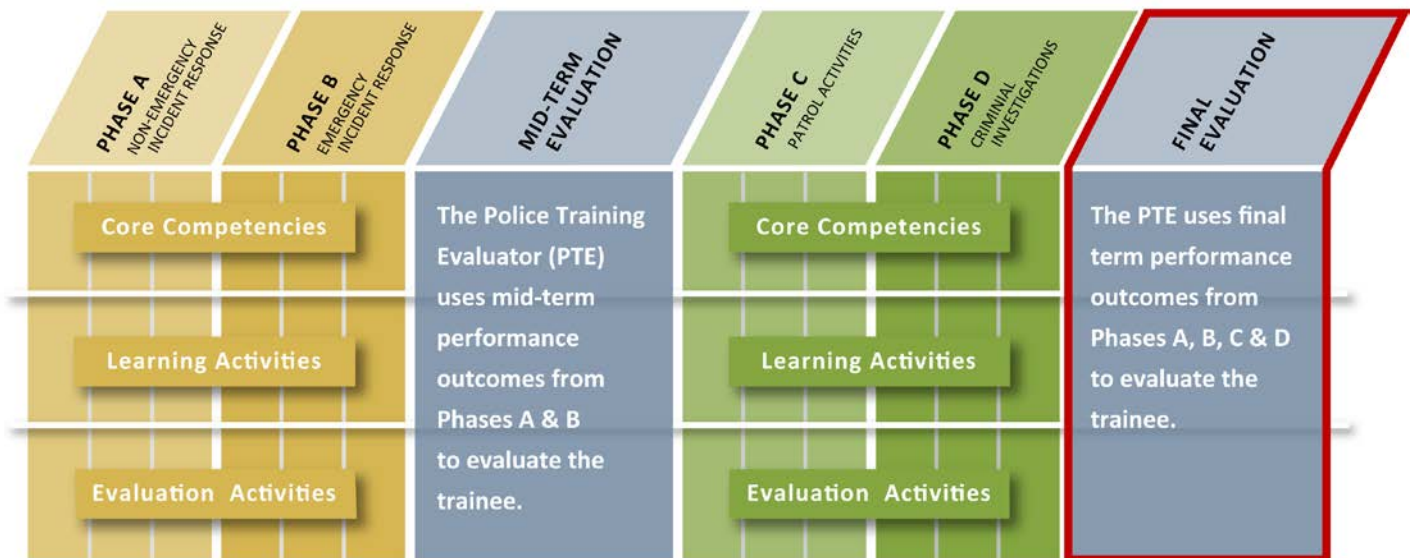 PHASE A
NON-EMERGENCY
INCIDENT RESPONSE
PHASE B
EMERGENCY
INCIDENT RESPONSE
MID-TERM
EVALUATION
PHASE C
PATROL ACTIVITIES
PHASE D
CRIMINIAL
INVESTIGATIONS
FINAL
EVALUATION
Core Competencies
Learning Activities
Evaluation Activities
The Police Training
Evaluator (PTE)
uses mid-term
performance
outcomes from
Phases A & B
to evaluate the
trainee.
Core Competencies
Learning Activities
Evaluation Activities
The PTE uses final
term performance
outcomes from
Phases A, B, C & D
to evaluate the
trainee.